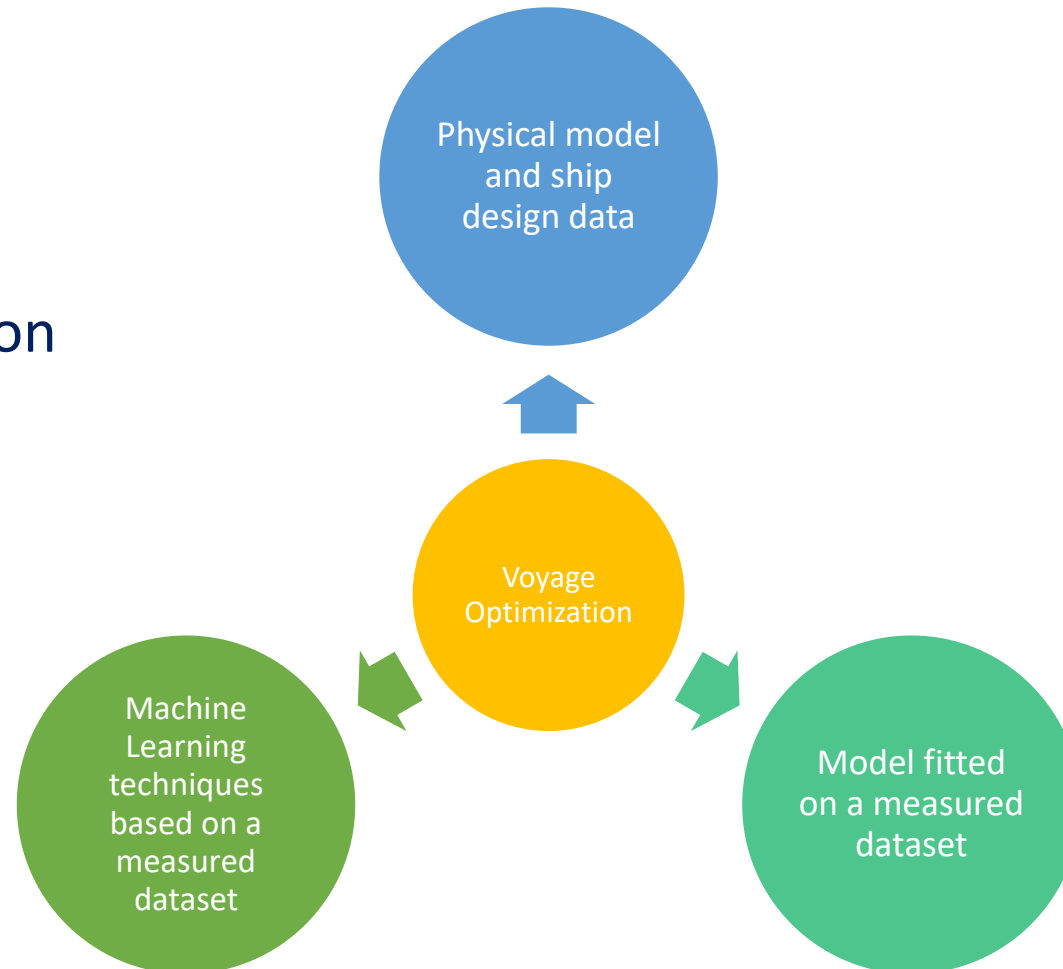 Physical model
and ship
design data
on
Voyage
Optimization
Machine
Learning
techniques
based on a
measured
dataset
Model fitted
on a measured
dataset